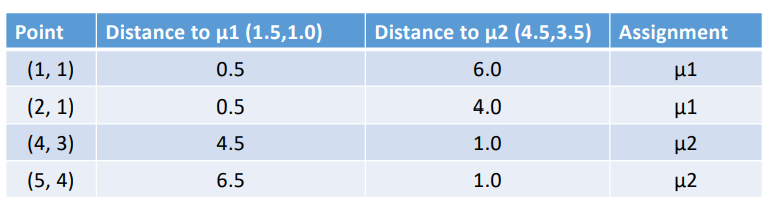 Point Distance to μ1 (1.5,1.0) Distance to μ2 (4.5,3.5) Assignment
(1, 1) 0.5 6.0 μ1
(2, 1) 0.5 4.0 μ1
(4, 3) 4.5 1.0 μ2
(5, 4) 6.5 1.0 μ2